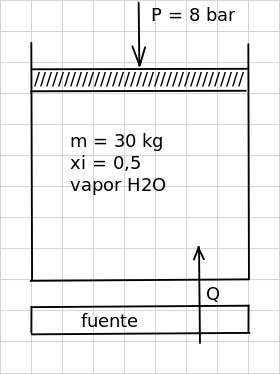 P = 8 bar
m = 30 kg
xi = 0,5
vapor H2O
Q
fuente